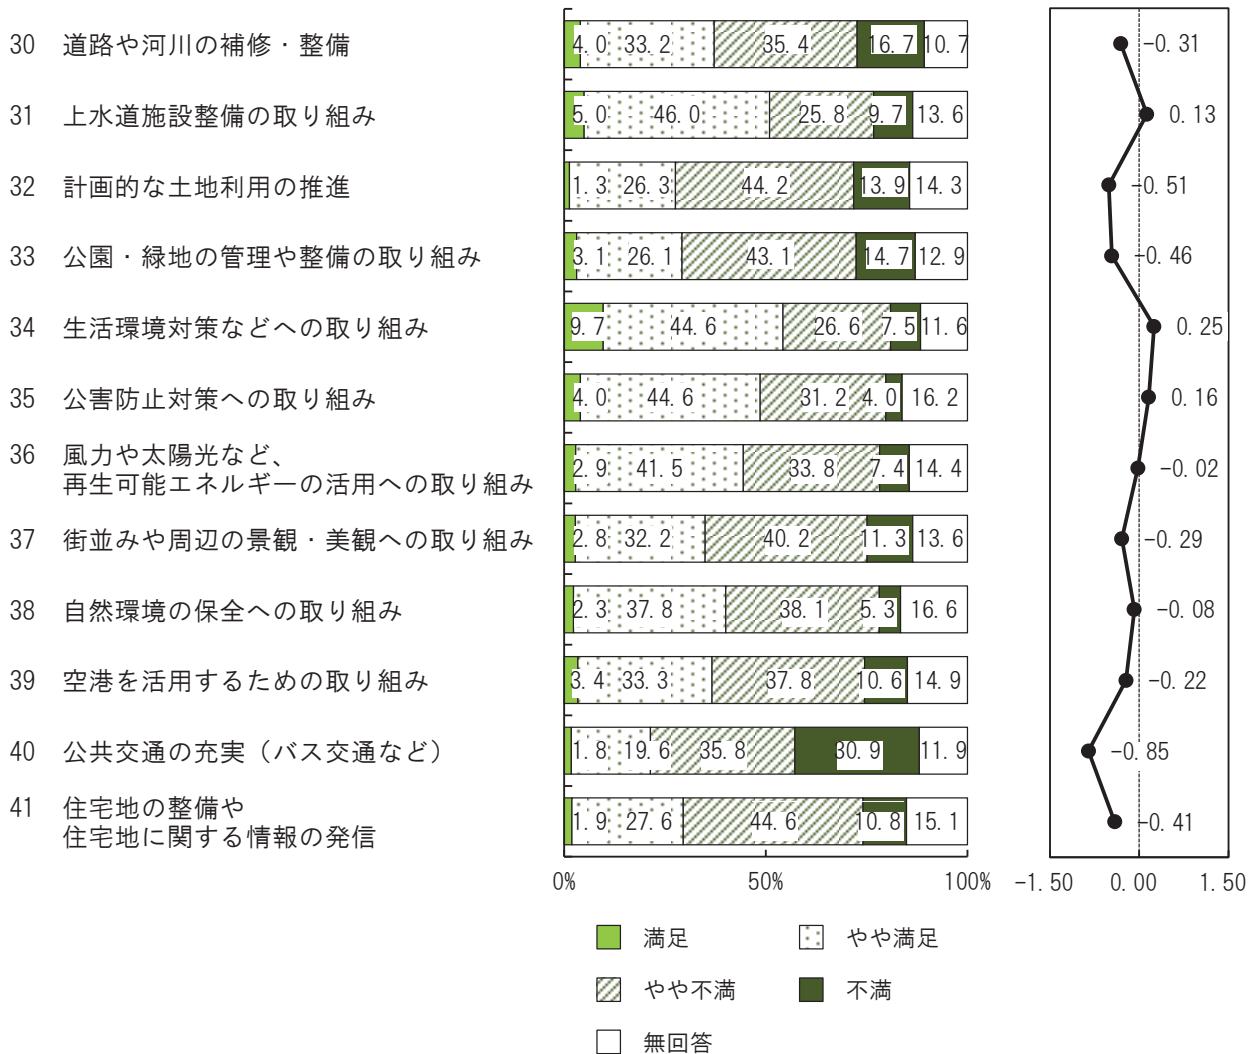 30 道路や河川の補修・整備 4.0 33.2 35.4 16.7 10.7 -0.31
31 上水道施設整備の取り組み 5.0 46.0 25.8 9.7 13.6 0.13
32 計画的な土地利用の推進 1.3 26.3 44.2 13.9 14.3 -0.51
33 公園・緑地の管理や整備の取り組み 3.1 26.1 43.1 14.7 12.9 -0.46
34 生活環境対策などへの取り組み 9.7 44.6 26.6 7.5 11.6 0.25
35 公害防止対策への取り組み 4.0 44.6 31.2 4.0 16.2 0.16
36 風力や太陽光など、
再生可能エネルギーの活用への取り組み 2.9 41.5 33.8 7.4 14.4 -0.02
37 街並みや周辺の景観・美観への取り組み 2.8 32.2 40.2 11.3 13.6 -0.29
38 自然環境の保全への取り組み 2.3 37.8 38.1 5.3 16.6 -0.08
39 空港を活用するための取り組み 3.4 33.3 37.8 10.6 14.9 -0.22
40 公共交通の充実（バス交通など） 1.8 19.6 35.8 30.9 11.9 -0.85
41 住宅地の整備や
住宅地に関する情報の発信 1.9 27.6 44.6 10.8 15.1 -0.41
0% 50% 100% -1.50 0.00 1.50
満足 やや満足
やや不満 不満
無回答